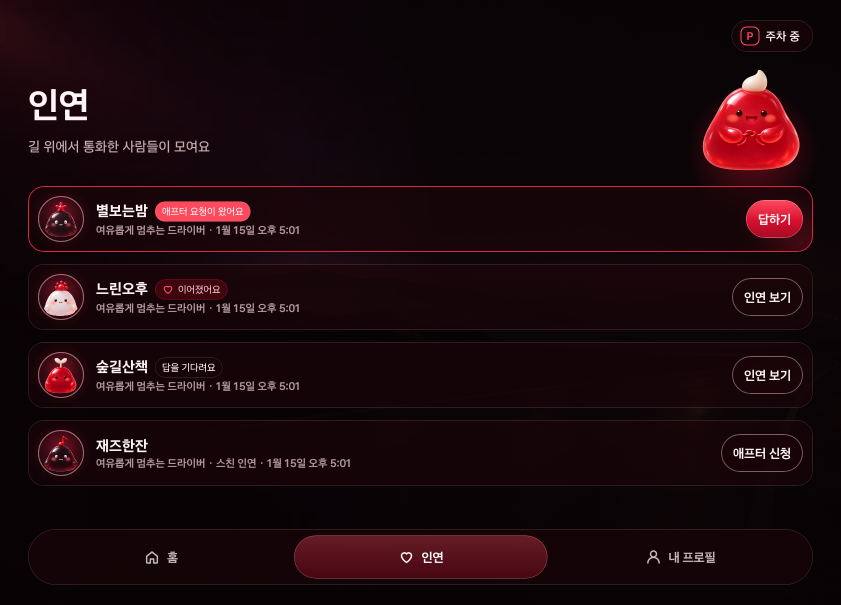 P 주차 중
인연
길 위에서 통화한 사람들이 모여요
별보는밤 애프터 요청이 왔어요
여유롭게 멈추는 드라이버 · 1월 15일 오후 5:01
답하기
느린오후 이어졌어요
여유롭게 멈추는 드라이버 · 1월 15일 오후 5:01
인연 보기
숲길산책 답을 기다려요
여유롭게 멈추는 드라이버 · 1월 15일 오후 5:01
인연 보기
재즈한잔
여유롭게 멈추는 드라이버 · 스친 인연 · 1월 15일 오후 5:01
애프터 신청
홈 인연 내 프로필